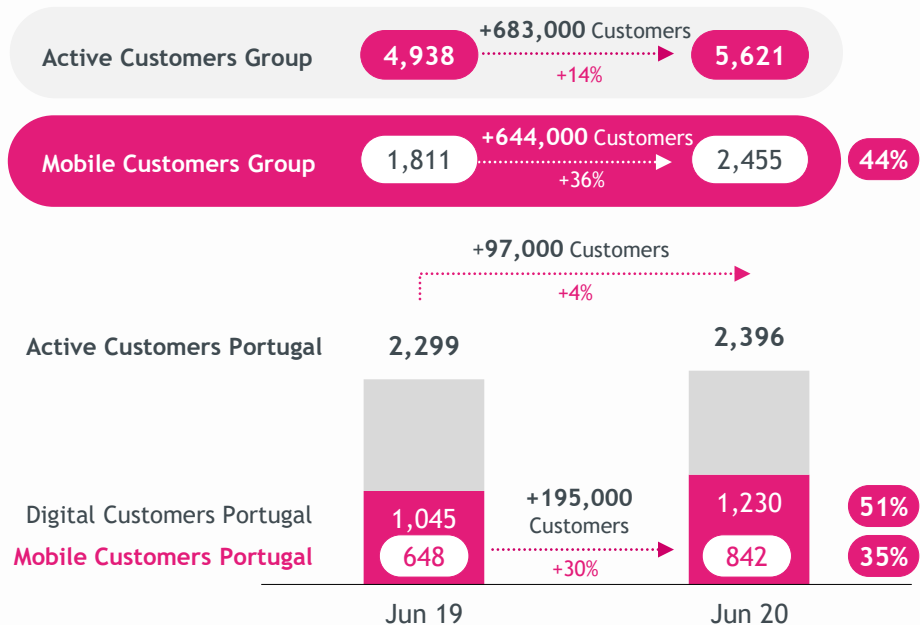 +683,000 Customers
Active Customers Group 4,938 5,621
+14%
+644,000 Customers
Mobile Customers Group 1,811 2,455 44%
+36%
+97,000 Customers
+4%
Active Customers Portugal 2,299 2,396
Digital Customers Portugal 1,045 1,230 51%
+195,000
Customers
Mobile Customers Portugal 648 842 35%
+30%
Jun 19 Jun 20